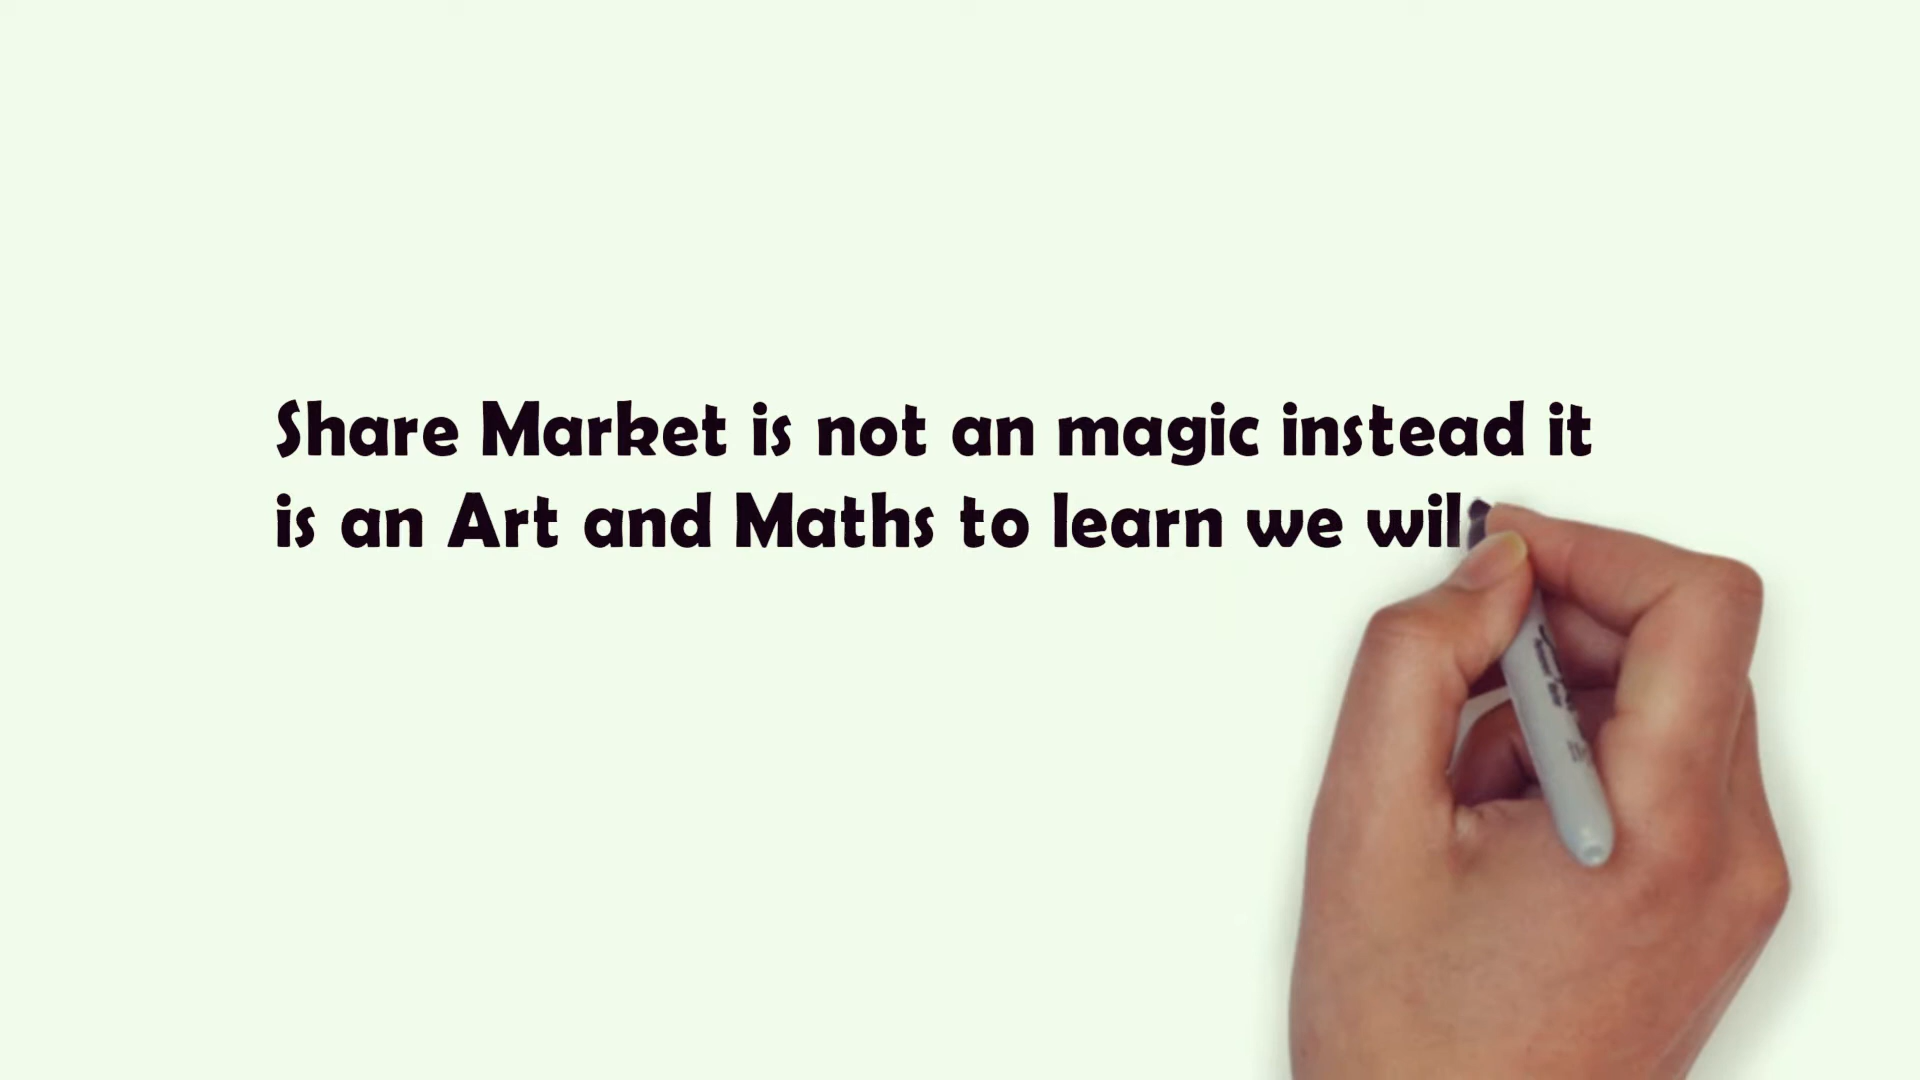 Share Market is not an magic instead it
is an Art and Maths to learn we wil